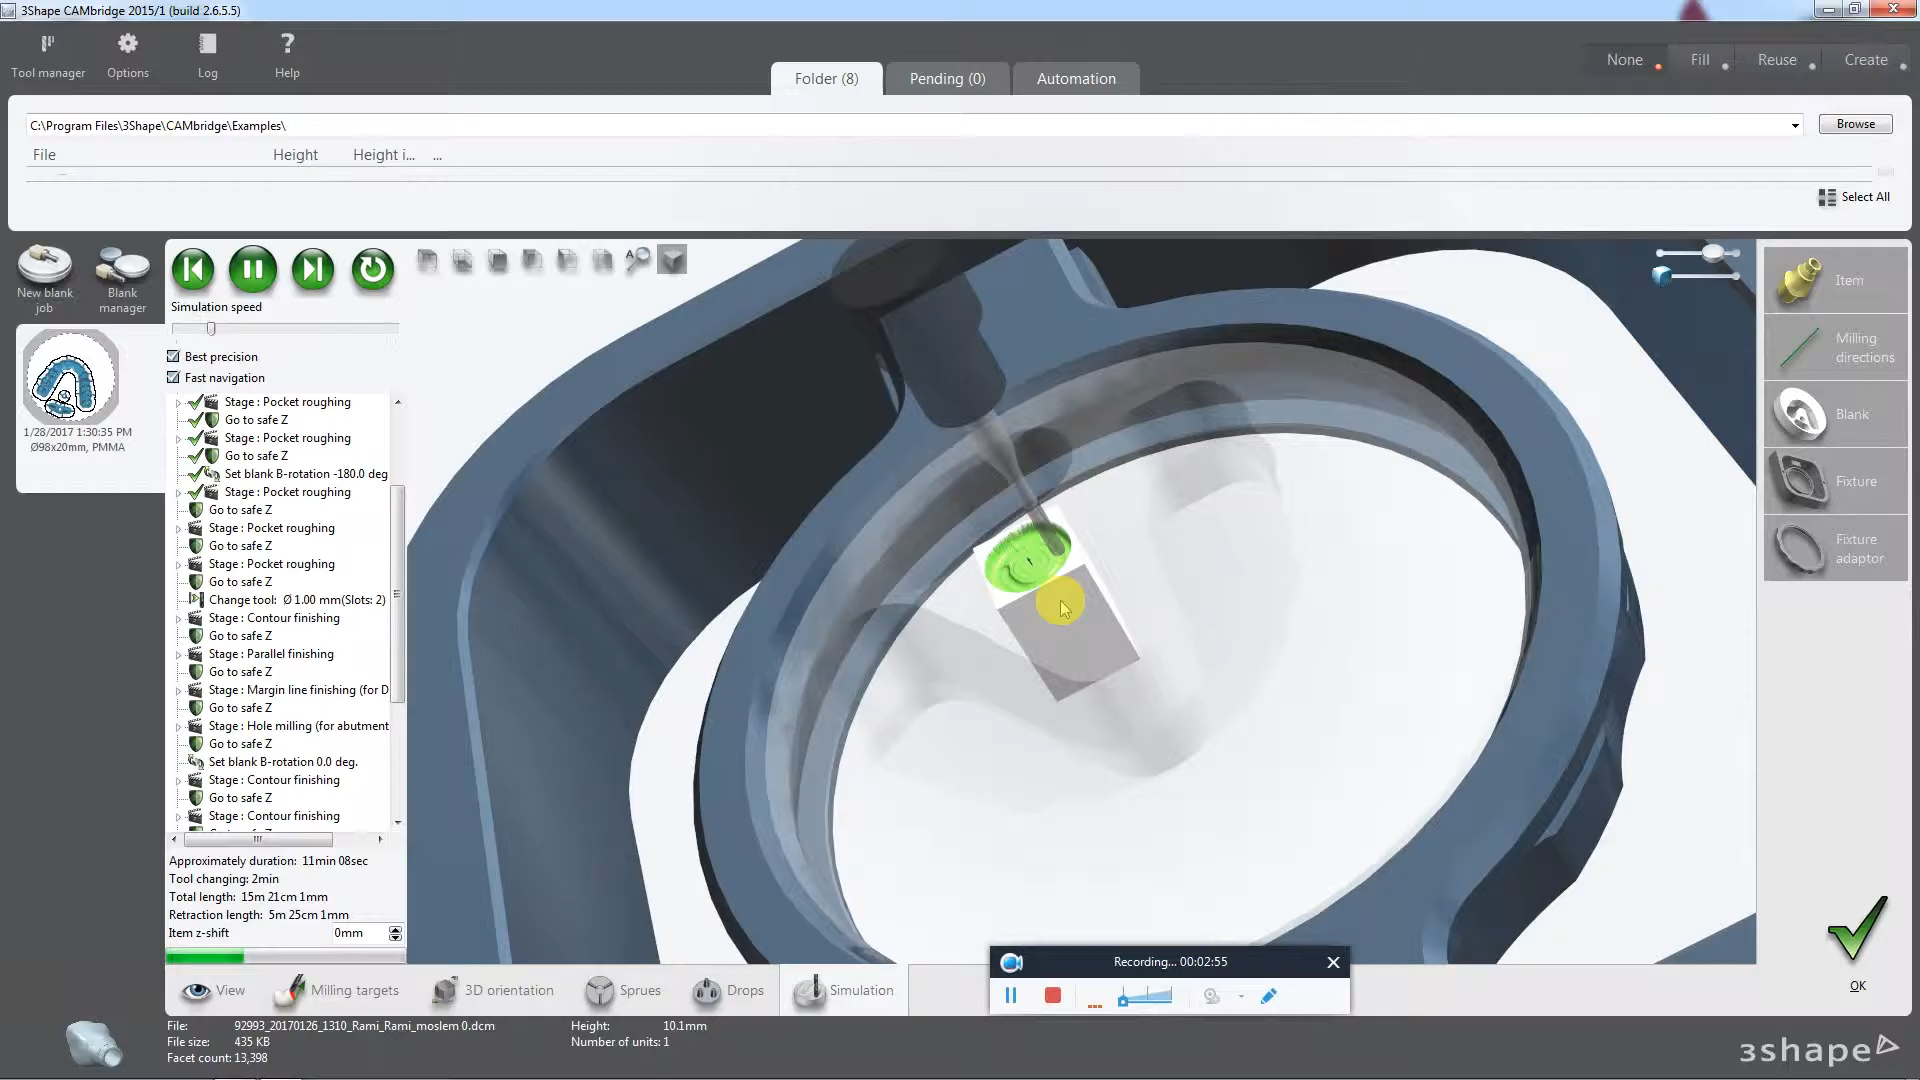 3Shape CAMbridge 2015/1 (build 2.6.5.5)
Tool manager
Options
Log
Help
None
Fill
Reuse
Create
Folder (8)
Pending (0)
Automation
C:\Program Files\3Shape\CAMbridge\Examples\
Browse
File
Height
Height i...
...
Select All
New blank
job
Blank
manager
1/28/2017 1:30:35 PM
Ø98x20mm, PMMA
Simulation speed
Best precision
Fast navigation
Stage : Pocket roughing
Go to safe Z
Stage : Pocket roughing
Go to safe Z
Set blank B-rotation -180.0 deg
Stage : Pocket roughing
Go to safe Z
Stage : Pocket roughing
Go to safe Z
Stage : Pocket roughing
Go to safe Z
Change tool: Ø 1.00 mm(Slots: 2)
Stage : Contour finishing
Go to safe Z
Stage : Parallel finishing
Go to safe Z
Stage : Margin line finishing (for D
Go to safe Z
Stage : Hole milling (for abutment
Go to safe Z
Set blank B-rotation 0.0 deg.
Stage : Contour finishing
Go to safe Z
Stage : Contour finishing
Approximately duration: 11min 08sec
Tool changing: 2min
Total length: 15m 21cm 1mm
Retraction length: 5m 25cm 1mm
Item z-shift 0mm
Item
Milling
directions
Blank
Fixture
Fixture
adaptor
OK
Recording... 00:02:55
View
Milling targets
3D orientation
Sprues
Drops
Simulation
File: 92993_20170126_1310_Rami_Rami_moslem 0.dcm
File size: 435 KB
Facet count: 13,398
Height: 10.1mm
Number of units: 1
3shape